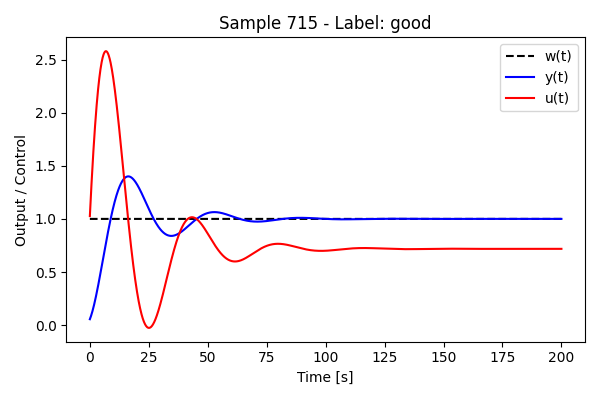 Sample 715 - Label: good
w(t)
y(t)
u(t)
Output / Control
2.5
2.0
1.5
1.0
0.5
0.0
0 25 50 75 100 125 150 175 200
Time [s]